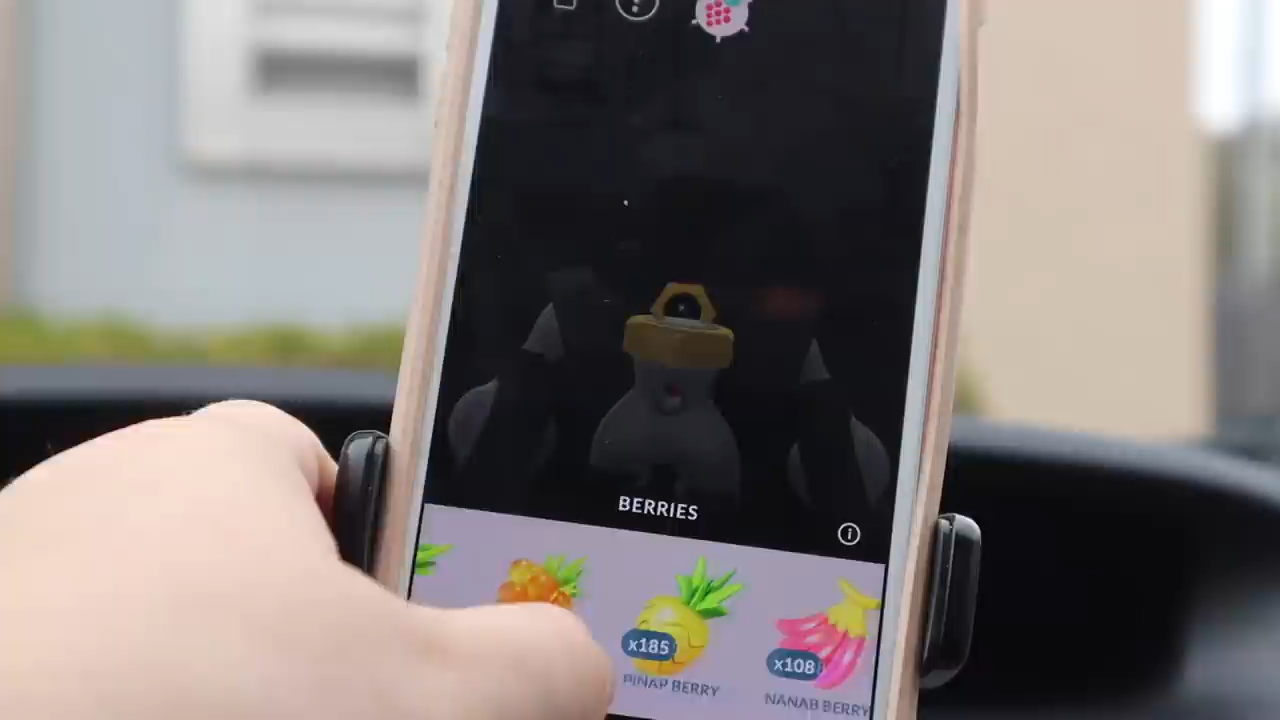 BERRIES
x185
x108
PINAP BERRY
NANAB BERRY